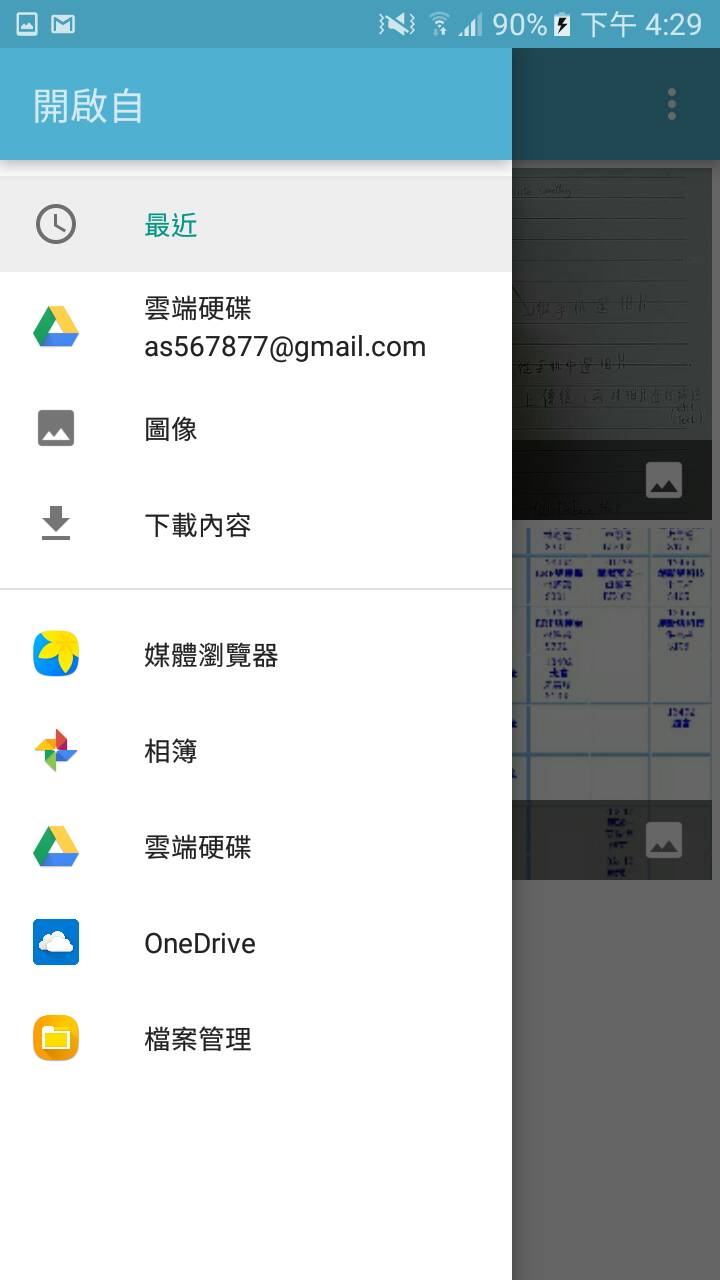 90% 下午 4:29
開啟自
最近
雲端硬碟
as567877@gmail.com
圖像
下載內容
媒體瀏覽器
相簿
雲端硬碟
OneDrive
檔案管理